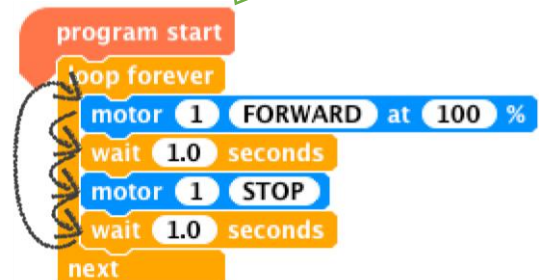 program start
loop forever
motor 1 FORWARD at 100 %
wait 1.0 seconds
motor 1 STOP
wait 1.0 seconds
next